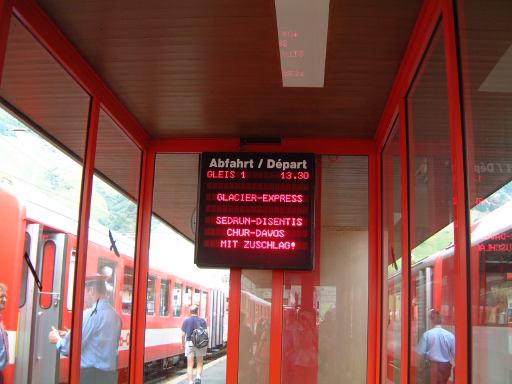 Abfahrt / Départ
GLEIS 1 13.30
GLACIER-EXPRESS
SEDRUN-DISENTIS
CHUR-DAVOS
MIT ZUSCHLAG!